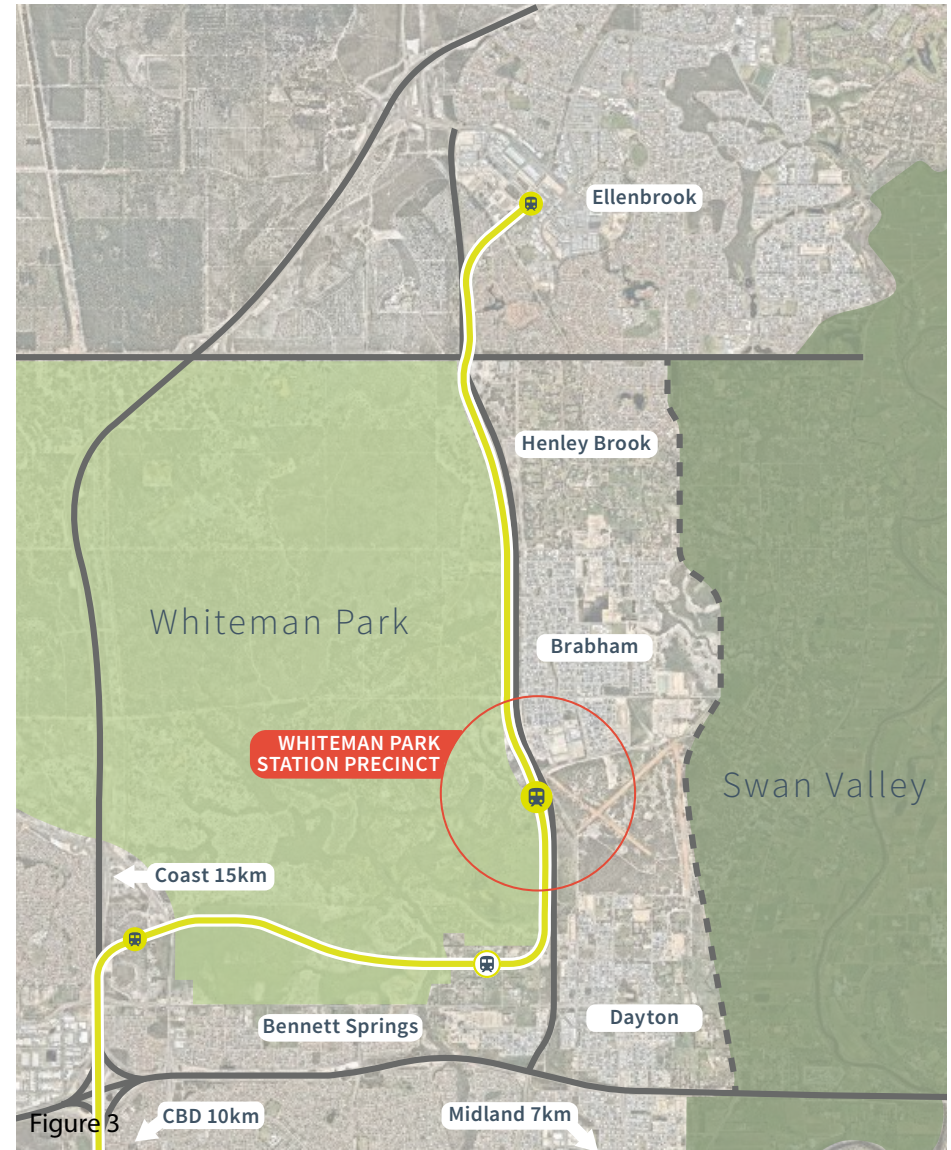 Ellenbrook
Henley Brook
Whiteman Park
Brabham
WHITEMAN PARK
STATION PRECINCT
Swan Valley
Coast 15km
Bennett Springs
Dayton
CBD 10km
Midland 7km
Figure 3